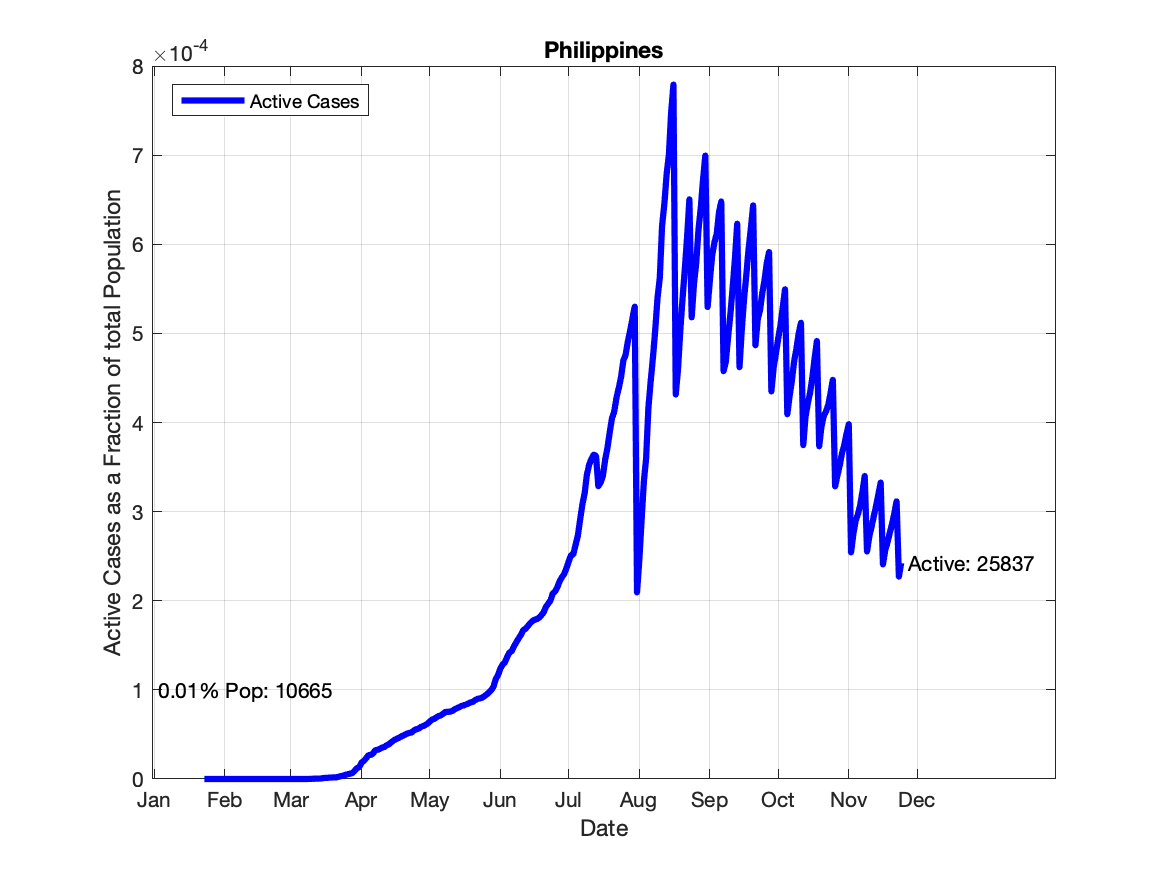 Philippines
×10-4
Active Cases
8
7
6
5
4
3
2
1
0
Active Cases as a Fraction of total Population
0.01% Pop: 10665
Active: 25837
Jan Feb Mar Apr May Jun Jul Aug Sep Oct Nov Dec
Date